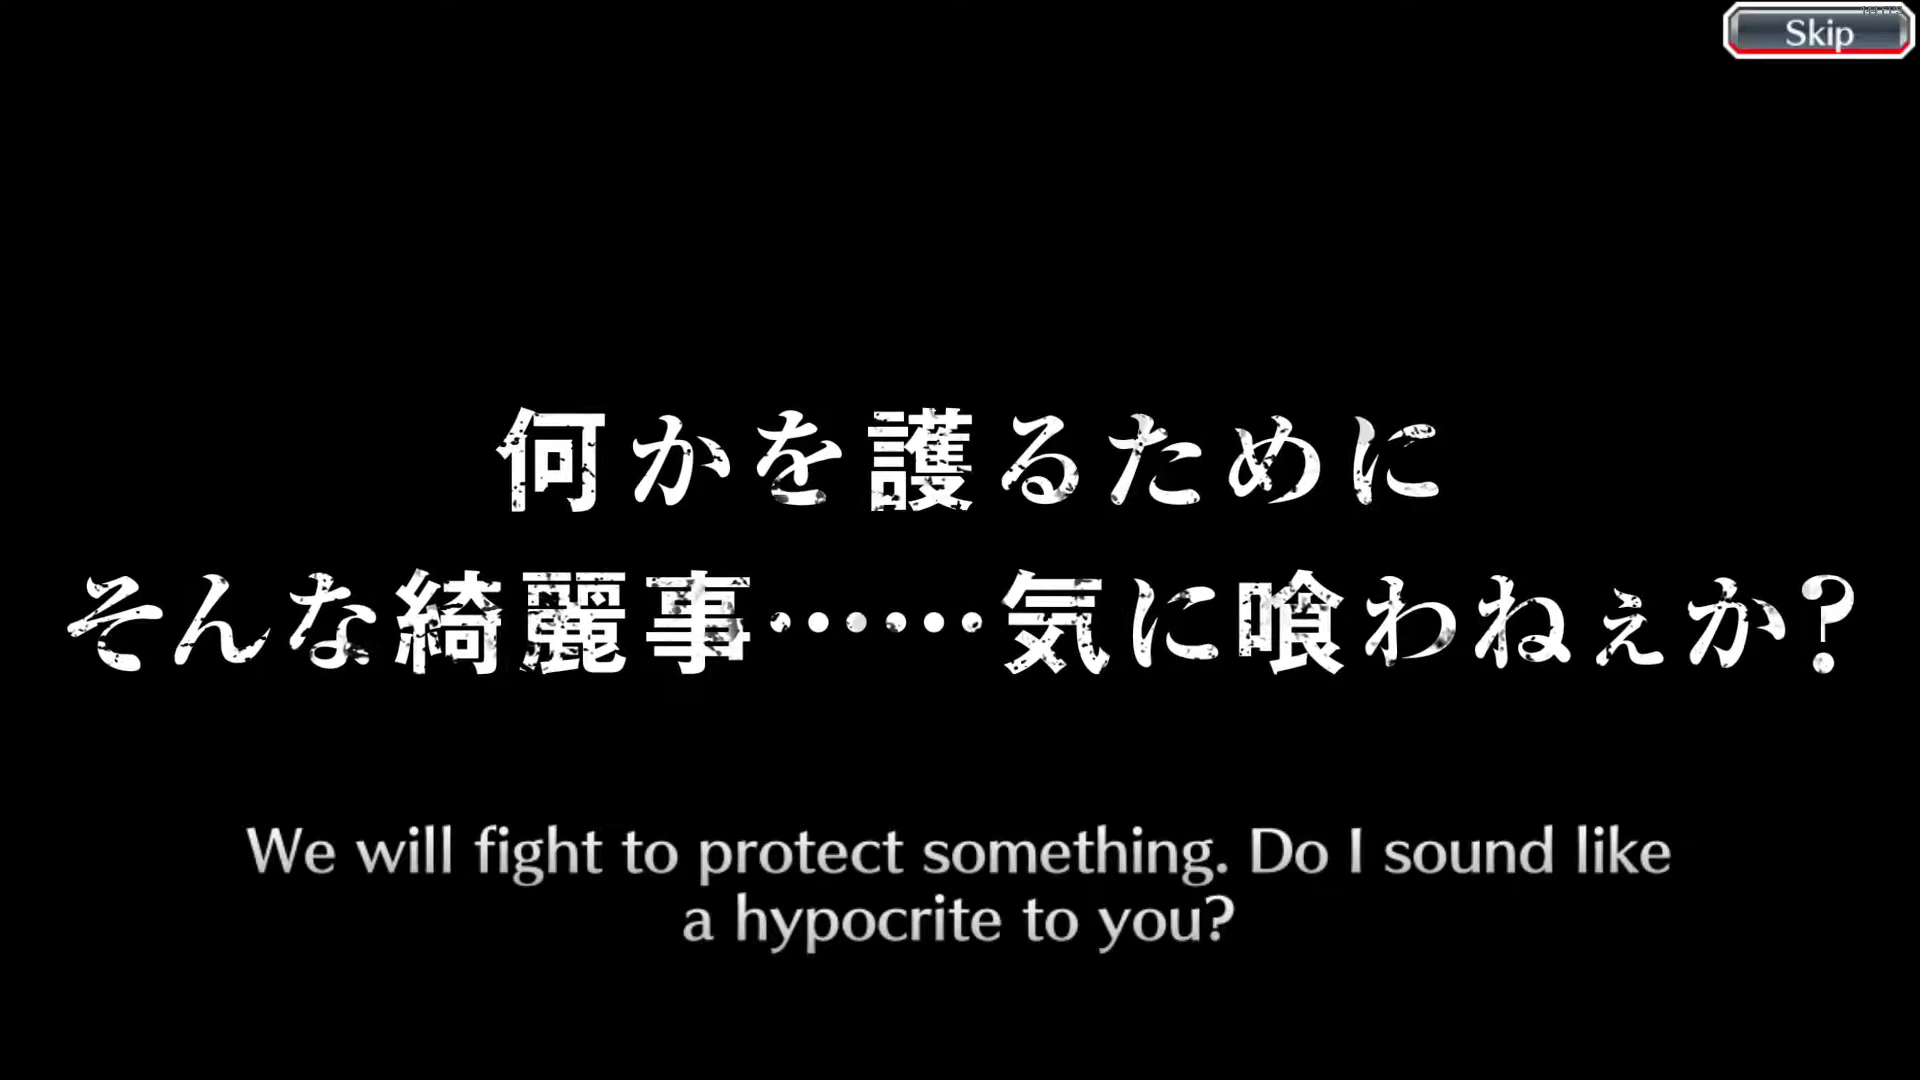 Skip
何かを護るために
そんな綺麗事……気に喰わねぇか?
We will fight to protect something. Do I sound like
a hypocrite to you?